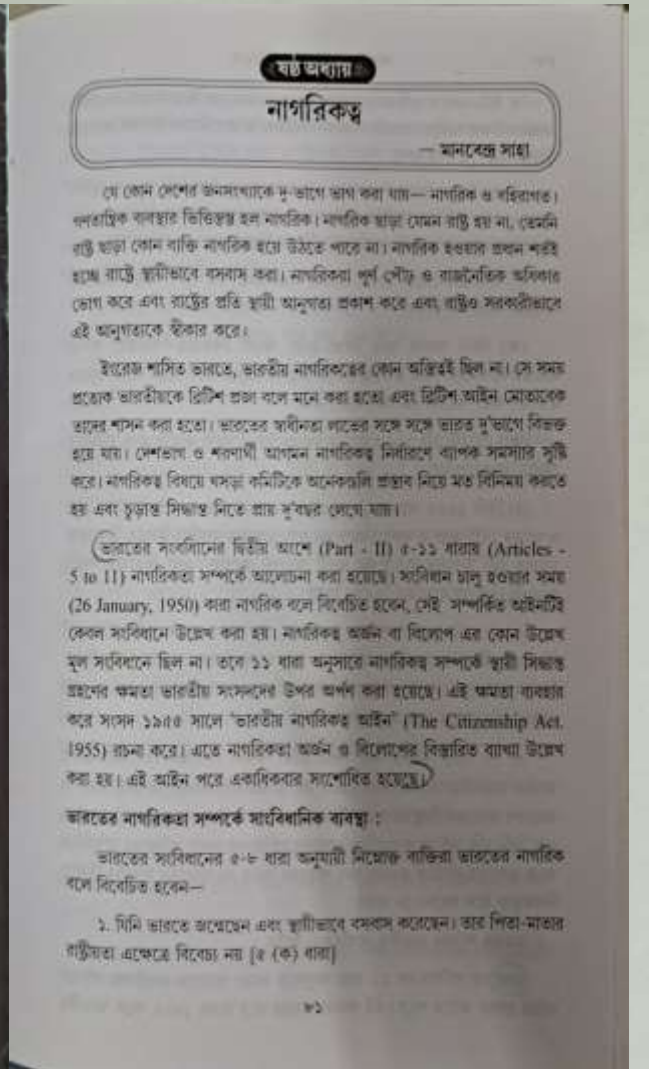 ষষ্ঠ অধ্যায়
নাগরিকত্ব
— মানবেন্দ্র সাহা
যে কোন দেশের জনসংখ্যাকে দু-ভাগে ভাগ করা যায়— নাগরিক ও বহিরাগত।
গণতান্ত্রিক ব্যবস্থার ভিত্তিস্তম্ভ হল নাগরিক। নাগরিক ছাড়া যেমন রাষ্ট্র হয় না, তেমনি
রাষ্ট্র ছাড়া কোন ব্যক্তি নাগরিক হয়ে উঠতে পারে না। নাগরিক হওয়ার প্রধান শর্তই
হচ্ছে রাষ্ট্রে স্থায়ীভাবে বসবাস করা। নাগরিকরা পূর্ণ পৌড় ও রাজনৈতিক অধিকার
ভোগ করে এবং রাষ্ট্রের প্রতি স্থায়ী আনুগত্য প্রকাশ করে এবং রাষ্ট্রও সরকারীভাবে
এই আনুগত্যকে স্বীকার করে।
ইংরেজ শাসিত ভারতে, ভারতীয় নাগরিকত্বের কোন অস্তিত্বই ছিল না। সে সময়
প্রত্যেক ভারতীয়কে ব্রিটিশ প্রজা বলে মনে করা হতো এবং ব্রিটিশ আইন মোতাবেক
তাদের শাসন করা হতো। ভারতের স্বাধীনতা লাভের সঙ্গে সঙ্গে ভারত দু'ভাগে বিভক্ত
হয়ে যায়। দেশভাগ ও শরণার্থী আগমন নাগরিকত্ব নির্ধারণে ব্যাপক সমস্যার সৃষ্টি
করে। নাগরিকত্ব বিষয়ে খসড়া কমিটিকে অনেকগুলি প্রস্তাব নিয়ে মত বিনিময় করতে
হয় এবং চূড়ান্ত সিদ্ধান্ত নিতে প্রায় দু'বছর লেগে যায়।
ভারতের সংবিধানের দ্বিতীয় অংশে (Part - II) ৫-১১ ধারায় (Articles -
5 to 11) নাগরিকতা সম্পর্কে আলোচনা করা হয়েছে। সংবিধান চালু হওয়ার সময়
(26 January, 1950) কারা নাগরিক বলে বিবেচিত হবেন, সেই সম্পর্কিত আইনটিই
কেবল সংবিধানে উল্লেখ করা হয়। নাগরিকত্ব অর্জন বা বিলোপ এর কোন উল্লেখ
মূল সংবিধানে ছিল না। তবে ১১ ধারা অনুসারে নাগরিকত্ব সম্পর্কে স্থায়ী সিদ্ধান্ত
গ্রহণের ক্ষমতা ভারতীয় সংসদের উপর অর্পণ করা হয়েছে। এই ক্ষমতা ব্যবহার
করে সংসদ ১৯৫৫ সালে 'ভারতীয় নাগরিকত্ব আইন' (The Citizenship Act.
1955) রচনা করে। এতে নাগরিকতা অর্জন ও বিলোপের বিস্তারিত ব্যাখ্যা উল্লেখ
করা হয়। এই আইন পরে একাধিকবার সংশোধিত হয়েছে।
ভারতের নাগরিকতা সম্পর্কে সাংবিধানিক ব্যবস্থা :
ভারতের সংবিধানের ৫-৮ ধারা অনুযায়ী নিম্নোক্ত ব্যক্তিরা ভারতের নাগরিক
বলে বিবেচিত হবেন—
১. যিনি ভারতে জন্মেছেন এবং স্থায়ীভাবে বসবাস করেছেন। তার পিতা-মাতার
রাষ্ট্রীয়তা এক্ষেত্রে বিবেচ্য নয় [৫ (ক) ধারা]
৮১